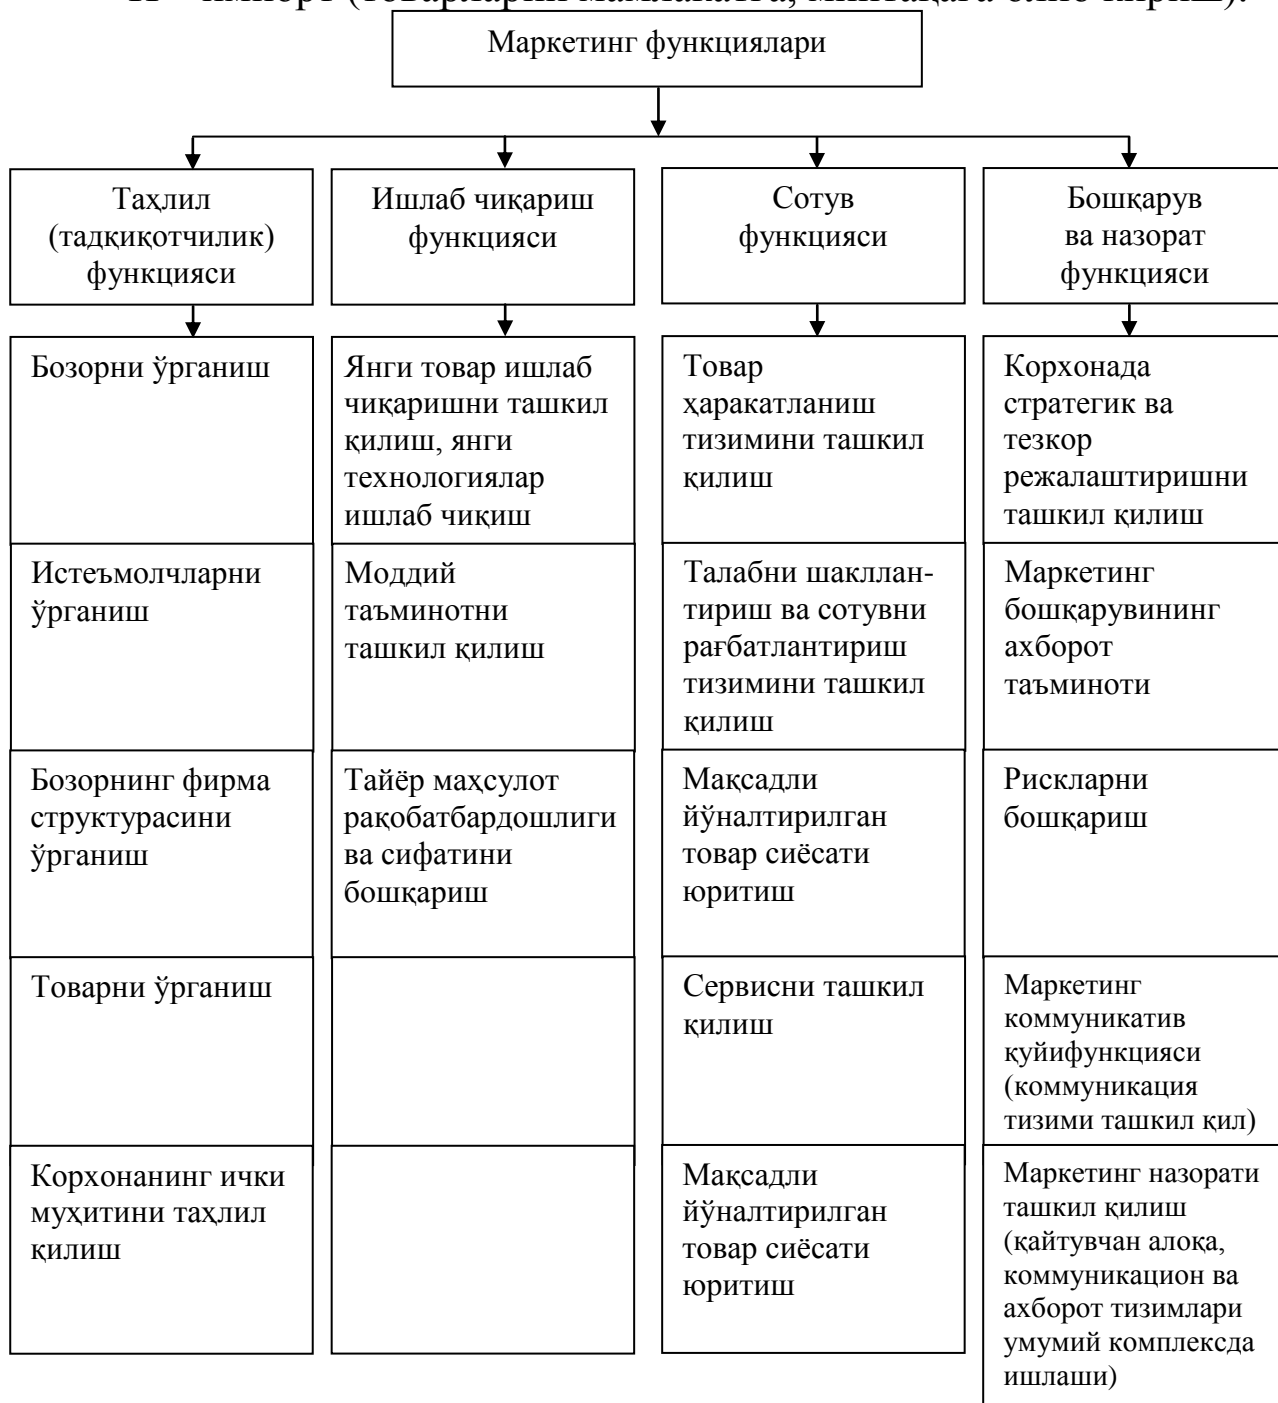 Маркетинг функциялари
Таҳлил
(тадқиқотчилик)
функцияси
Ишлаб чиқариш
функцияси
Сотув
функцияси
Бошқарув
ва назорат
функцияси
Бозорни ўрганиш
Истеъмолчларни
ўрганиш
Бозорнинг фирма
структурасини
ўрганиш
Товарни ўрганиш
Корхонанинг ички
муҳитини таҳлил
қилиш
Янги товар ишлаб
чиқаришни ташкил
қилиш, янги
технологиялар
ишлаб чиқиш
Моддий
таъминотни
ташкил қилиш
Тайёр маҳсулот
рақобатбардошлиги
ва сифатини
бошқариш
Товар
ҳаракатланиш
тизимини ташкил
қилиш
Талабни шакллан-
тириш ва сотувни
рағбатлантириш
тизимини ташкил
қилиш
Мақсадли
йўналтирилган
товар сиёсати
юритиш
Сервисни ташкил
қилиш
Мақсадли
йўналтирилган
товар сиёсати
юритиш
Корхонада
стратегик ва
тезкор
режалаштиришни
ташкил қилиш
Маркетинг
бошқарувининг
ахборот
таъминоти
Рискларни
бошқариш
Маркетинг
коммуникатив
қуйифункцияси
(коммуникация
тизими ташкил қил)
Маркетинг назорати
ташкил қилиш
(қайтувчан алоқа,
коммуникацион ва
ахборот тизимлари
умумий комплексда
ишлаши)